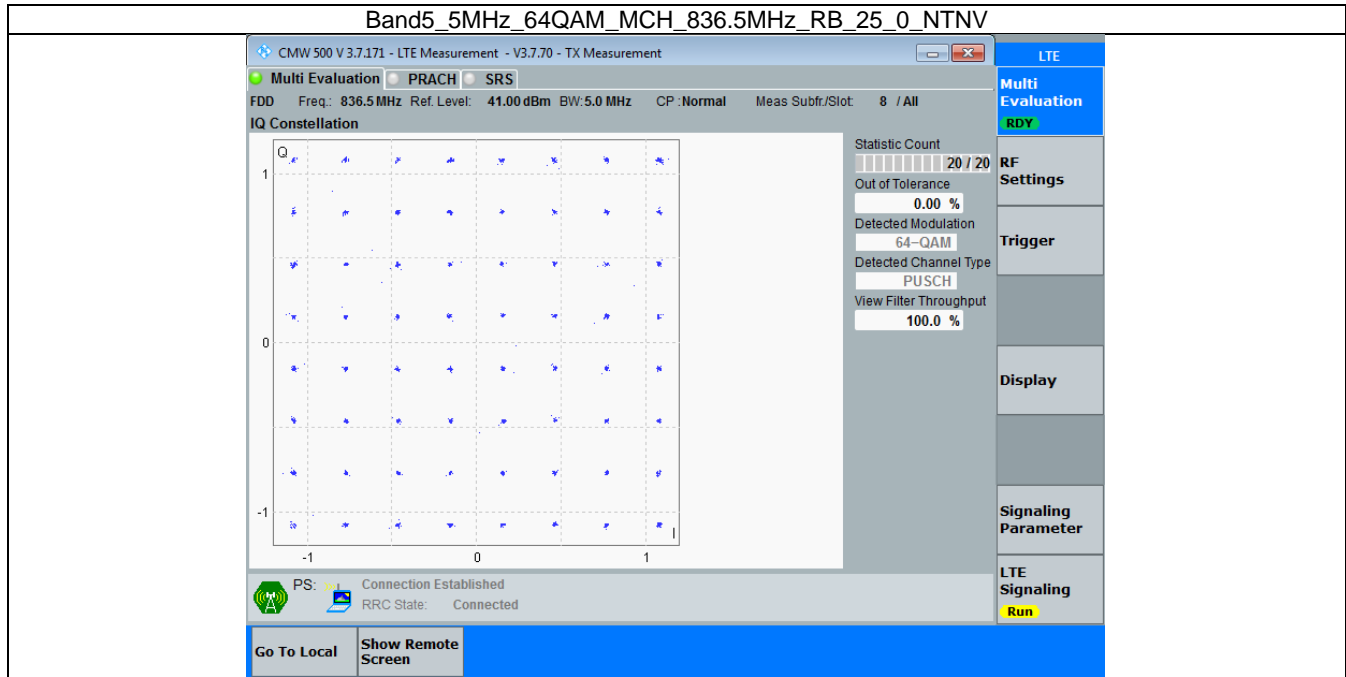 Band5_5MHz_64QAM_MCH_836.5MHz_RB_25_0_NTNV
CMW 500 V 3.7.171 - LTE Measurement - V3.7.70 - TX Measurement
LTE
Multi Evaluation PRACH SRS
Multi
Evaluation
RDY
FDD Freq.: 836.5 MHz Ref. Level: 41.00 dBm BW: 5.0 MHz CP : Normal Meas Subfr./Slot: 8 / All
IQ Constellation
Q
1
0
-1
I
-1 0 1
Statistic Count
20 / 20
Out of Tolerance
0.00 %
Detected Modulation
64-QAM
Detected Channel Type
PUSCH
View Filter Throughput
100.0 %
RF
Settings
Trigger
Display
Signaling
Parameter
LTE
Signaling
Run
PS: Connection Established
RRC State: Connected
Go To Local
Show Remote
Screen